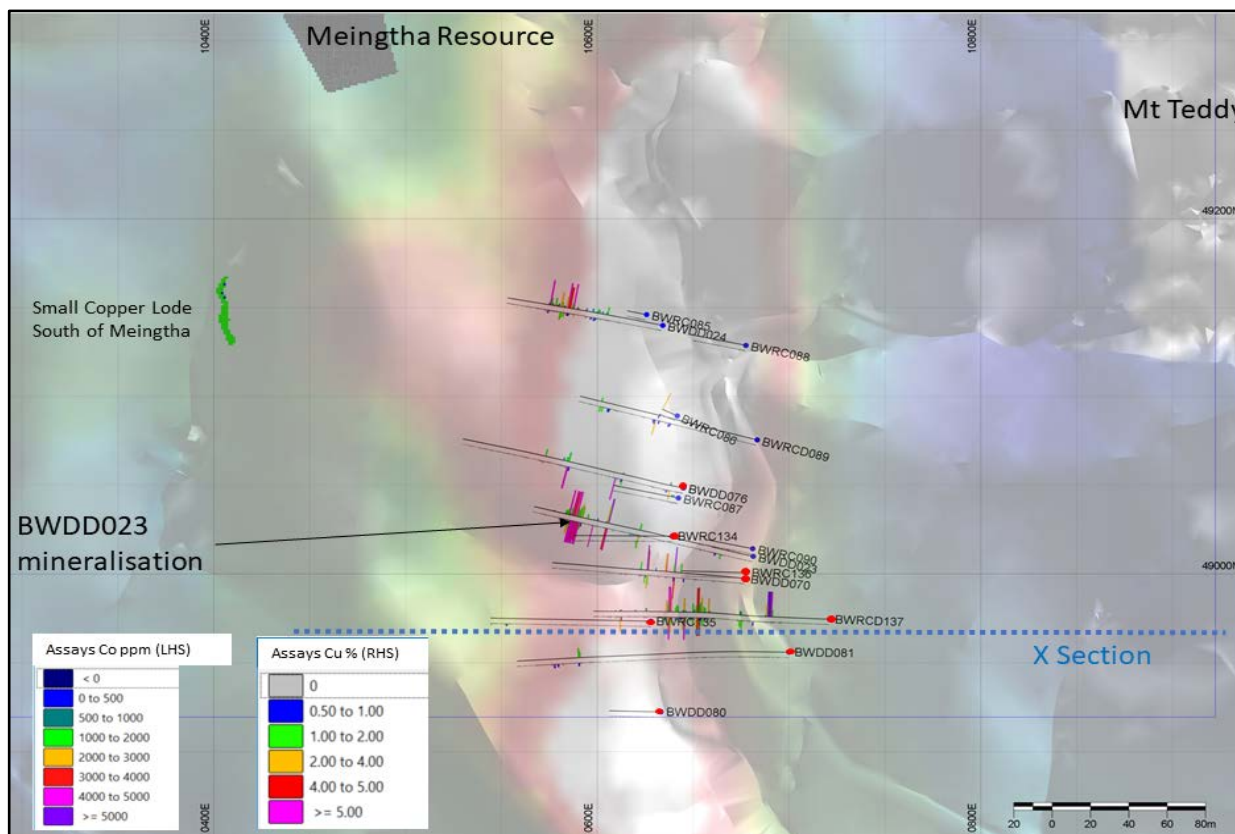 10400E
10600E
10800E
Meingtha Resource
Mt Teddy
49200N
Small Copper Lode
South of Meingtha
BWRC085
BWDD024
BWRC088
BWRC086
BWRCD089
BWDD076
BWRC087
BWDD023
mineralisation
BWRC134
BWRC090
BWDD023
BWRC136
BWDD070
49000N
BWRC135
BWRCD137
X Section
BWDD081
BWDD080
Assays Co ppm (LHS)
< 0
0 to 500
500 to 1000
1000 to 2000
2000 to 3000
3000 to 4000
4000 to 5000
>= 5000
Assays Cu % (RHS)
0
0.50 to 1.00
1.00 to 2.00
2.00 to 4.00
4.00 to 5.00
>= 5.00
20 0 20 40 60 80m